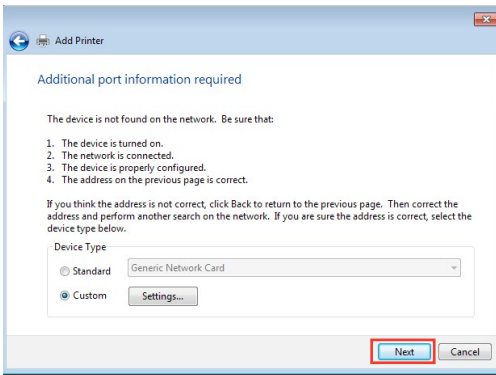 Add Printer
Additional port information required
The device is not found on the network. Be sure that:
1. The device is turned on.
2. The network is connected.
3. The device is properly configured.
4. The address on the previous page is correct.
If you think the address is not correct, click Back to return to the previous page. Then correct the
address and perform another search on the network. If you are sure the address is correct, select the
device type below.
Device Type
Standard Generic Network Card
Custom Settings...
Next Cancel